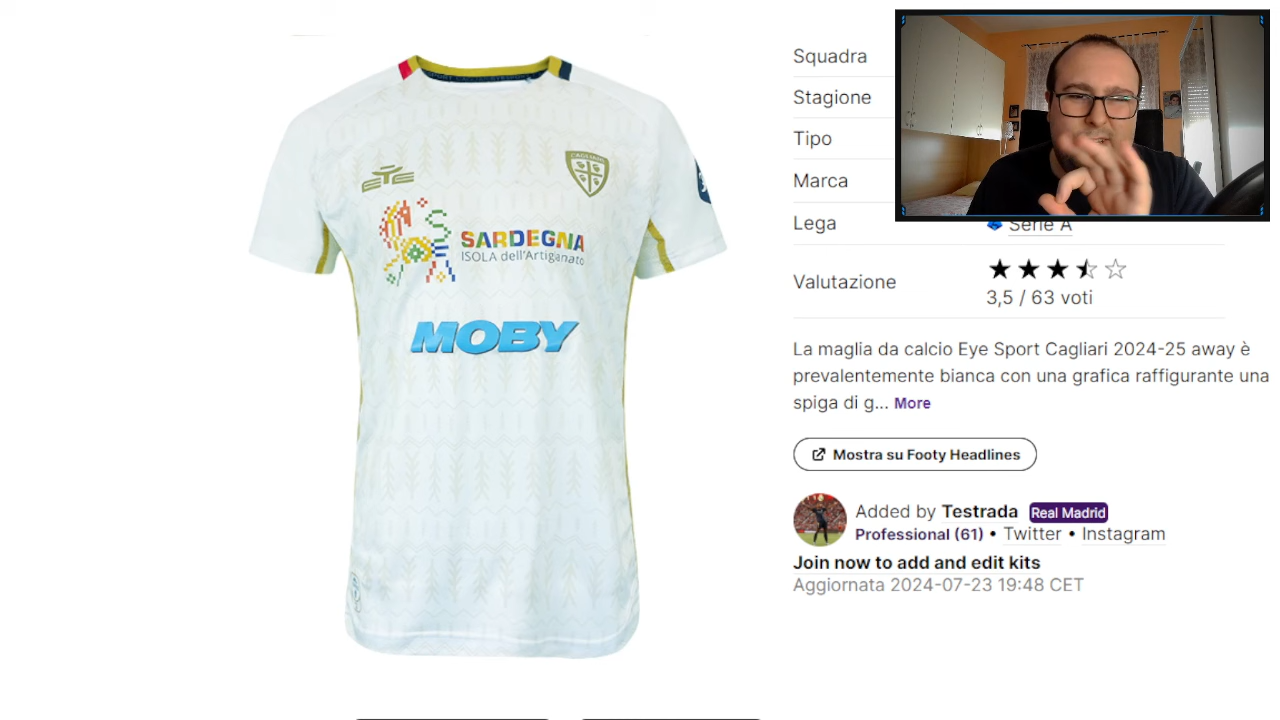 CAGLIARI
EYE
SARDEGNA
ISOLA dell'Artigianato
MOBY
Squadra
Stagione
Tipo
Marca
Lega
Serie A
Valutazione
3,5 / 63 voti
La maglia da calcio Eye Sport Cagliari 2024-25 away è
prevalentemente bianca con una grafica raffigurante una
spiga di g... More
Mostra su Footy Headlines
Added by Testrada Real Madrid
Professional (61) • Twitter • Instagram
Join now to add and edit kits
Aggiornata 2024-07-23 19:48 CET